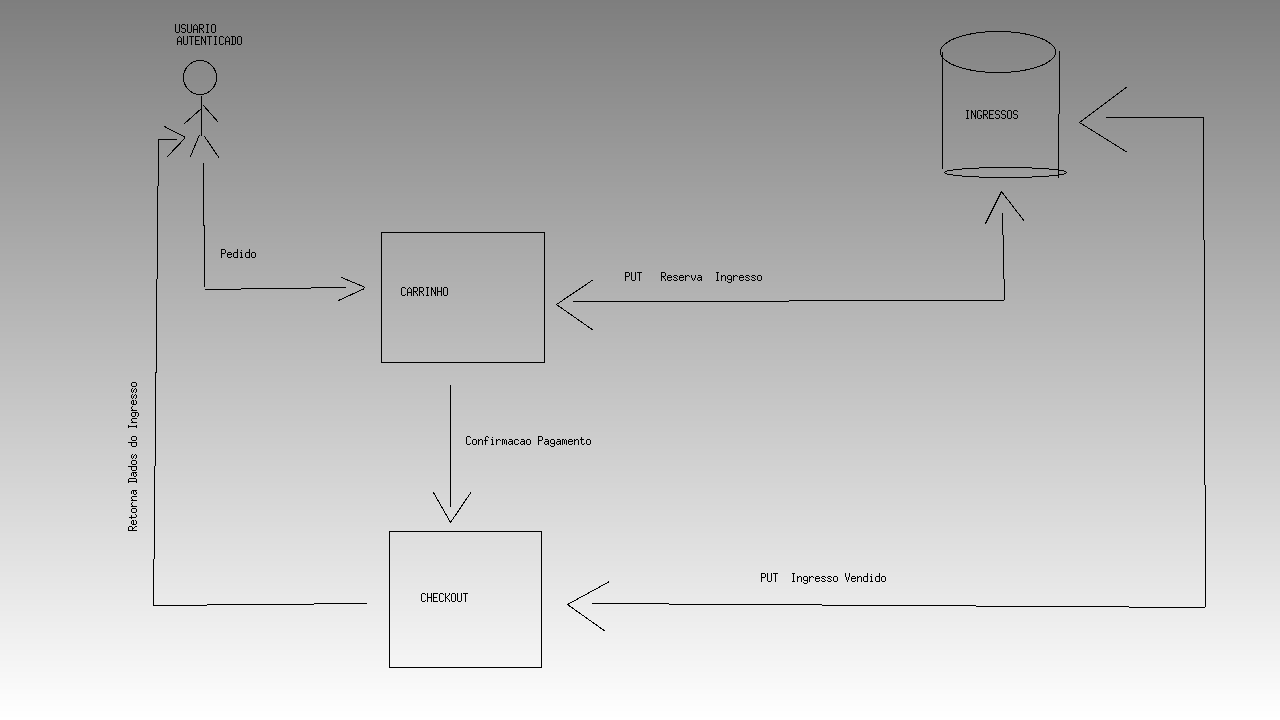 USUARIO
AUTENTICADO
INGRESSOS
Pedido
CARRINHO
PUT Reserva Ingresso
Retorna Dados do Ingresso
Confirmacao Pagamento
CHECKOUT
PUT Ingresso Vendido